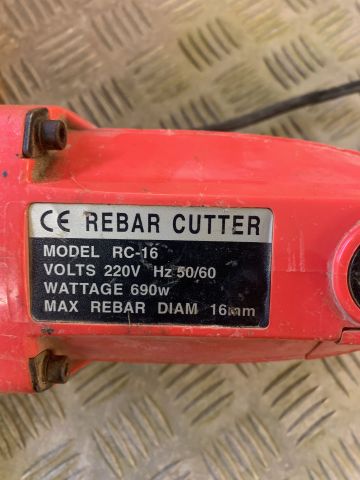 CE REBAR CUTTER
MODEL RC-16
VOLTS 220V Hz 50/60
WATTAGE 690w
MAX REBAR DIAM 16mm